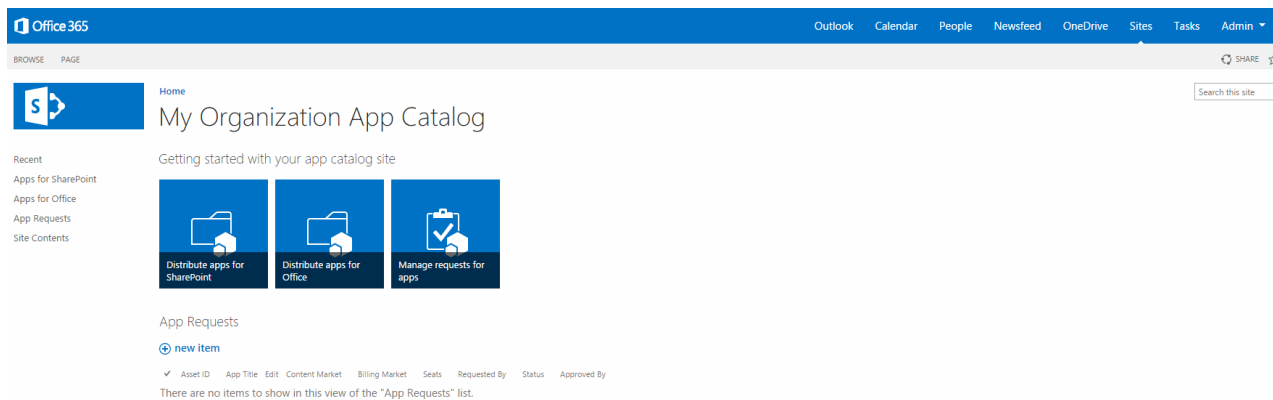 Office 365
Outlook Calendar People Newsfeed OneDrive Sites Tasks Admin
BROWSE PAGE
SHARE
S
Home
Search this site
My Organization App Catalog
Recent
Apps for SharePoint
Apps for Office
App Requests
Site Contents
Getting started with your app catalog site
Distribute apps for
SharePoint
Distribute apps for
Office
Manage requests for
apps
App Requests
new item
Asset ID App Title Edit Content Market Billing Market Seats Requested By Status Approved By
There are no items to show in this view of the "App Requests" list.